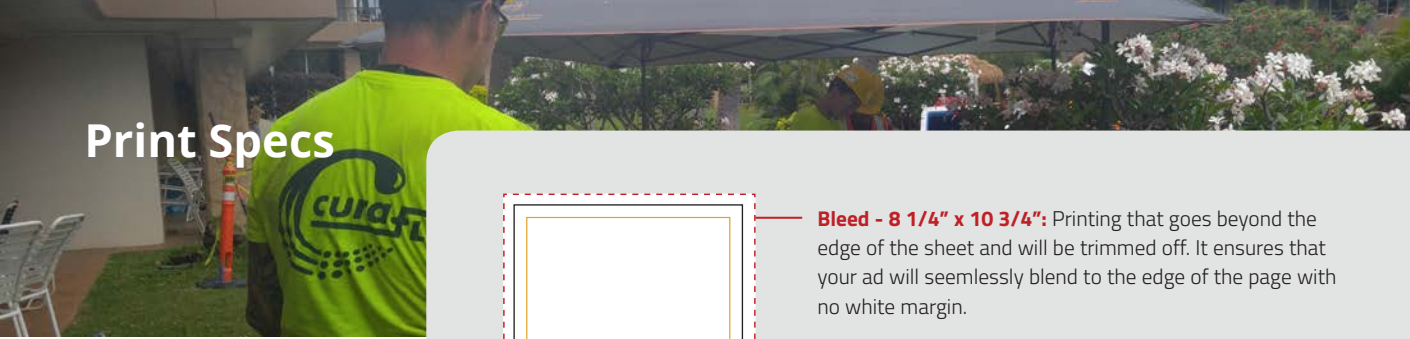 Print Specs
Bleed - 8 1/4” x 10 3/4”: Printing that goes beyond the
edge of the sheet and will be trimmed off. It ensures that
your ad will seemlessly blend to the edge of the page with
no white margin.